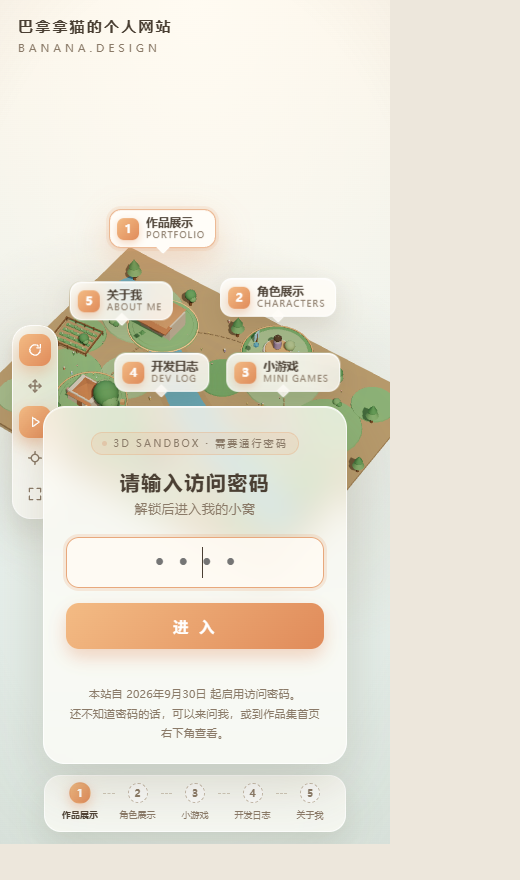 巴拿拿猫的个人网站
BANANA.DESIGN
1 作品展示
PORTFOLIO
5 关于我
ABOUT ME
2 角色展示
CHARACTERS
4 开发日志
DEV LOG
3 小游戏
MINI GAMES
3D SANDBOX · 需要通行密码
请输入访问密码
解锁后进入我的小窝
进 入
本站自 2026年9月30日 起启用访问密码。
还不知道密码的话，可以来问我，或到作品集首页
右下角查看。
1 2 3 4 5
作品展示 角色展示 小游戏 开发日志 关于我